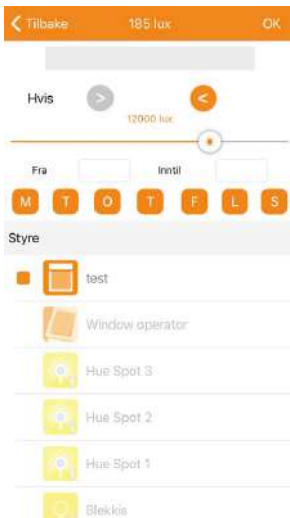 Tilbake 185 lux OK
Hvis > <
12000 lux
Fra Inntil
M T O T F L S
Styre
test
Window operator
Hue Spot 3
Hue Spot 2
Hue Spot 1
Blekkis